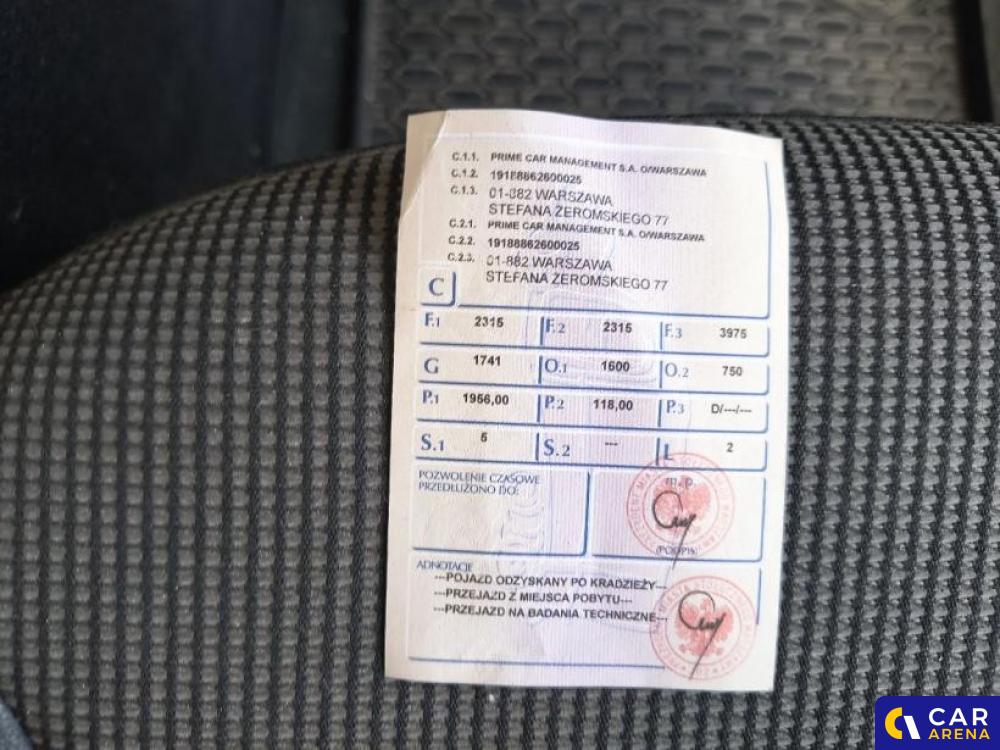 C.1.1. PRIME CAR MANAGEMENT S.A. O/WARSZAWA
C.1.2. 19188862600025
C.1.3. 01-882 WARSZAWA
STEFANA ŻEROMSKIEGO 77
C.2.1. PRIME CAR MANAGEMENT S.A. O/WARSZAWA
C.2.2. 19188862600025
C.2.3. 01-882 WARSZAWA
STEFANA ŻEROMSKIEGO 77
C
F.1 2315 F.2 2315 F.3 3975
G 1741 O.1 1600 O.2 750
P.1 1956,00 P.2 118,00 P.3 D/---/---
S.1 5 S.2 --- L 2
POZWOLENIE CZASOWE
PRZEDŁUŻONO DO:
m.p.
(PODPIS)
ADNOTACJE
---POJAZD ODZYSKANY PO KRADZIEŻY---
---PRZEJAZD Z MIEJSCA POBYTU---
---PRZEJAZD NA BADANIA TECHNICZNE---
CAR
ARENA